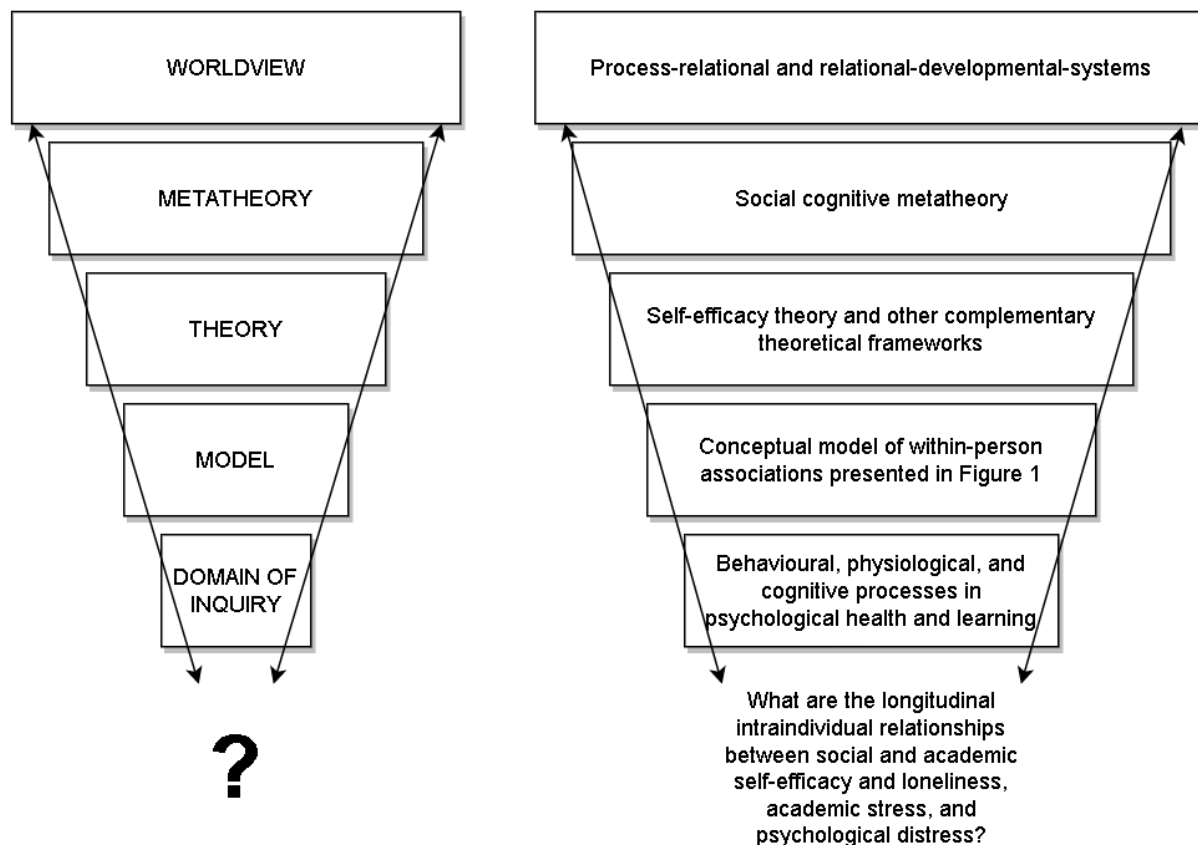 WORLDVIEW
Process-relational and relational-developmental-systems
METATHEORY
Social cognitive metatheory
THEORY
Self-efficacy theory and other complementary
theoretical frameworks
MODEL
Conceptual model of within-person
associations presented in Figure 1
DOMAIN OF
INQUIRY
Behavioural, physiological, and
cognitive processes in
psychological health and learning
?
What are the longitudinal
intraindividual relationships
between social and academic
self-efficacy and loneliness,
academic stress, and
psychological distress?